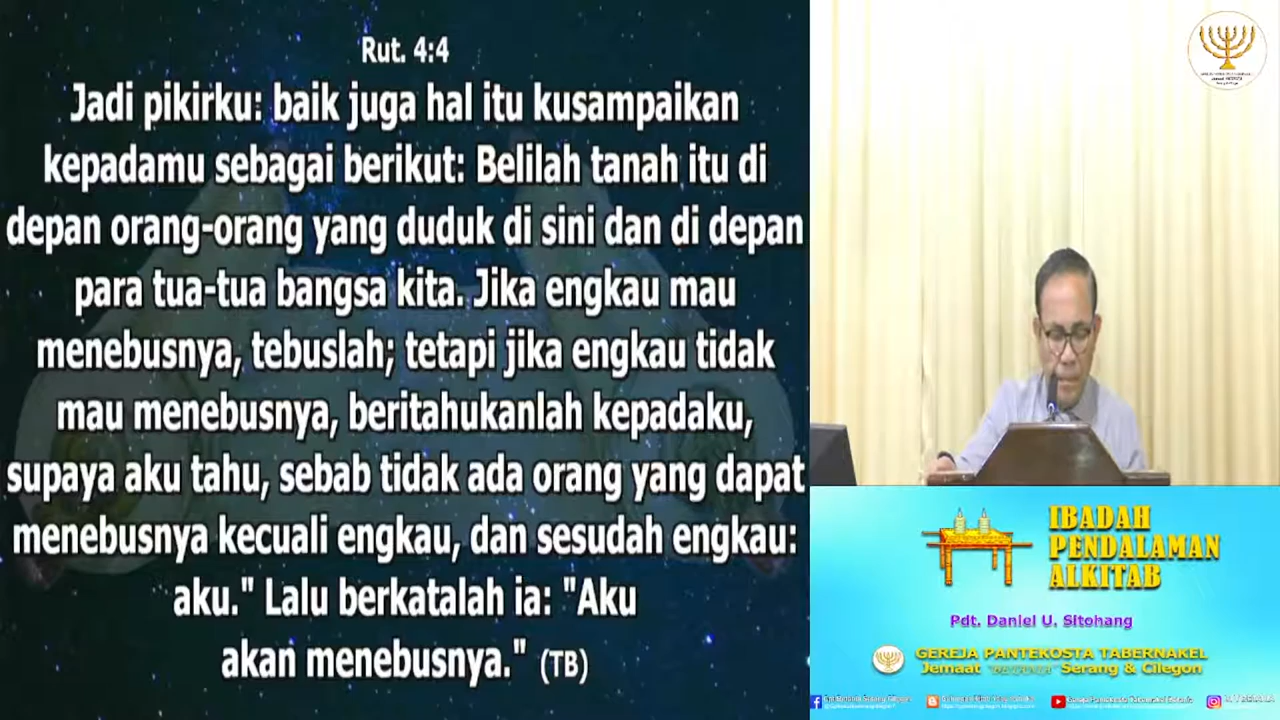 Rut. 4:4
Jadi pikirku: baik juga hal itu kusampaikan
kepadamu sebagai berikut: Belilah tanah itu di
depan orang-orang yang duduk di sini dan di depan
para tua-tua bangsa kita. Jika engkau mau
menebusnya, tebuslah; tetapi jika engkau tidak
mau menebusnya, beritahukanlah kepadaku,
supaya aku tahu, sebab tidak ada orang yang dapat
menebusnya kecuali engkau, dan sesudah engkau:
aku." Lalu berkatalah ia: "Aku
akan menebusnya." (TB)
IBADAH
PENDALAMAN
ALKITAB
Pdt. Daniel U. Sitohang
GEREJA PANTEKOSTA TABERNAKEL
Jemaat Serang & Cilegon